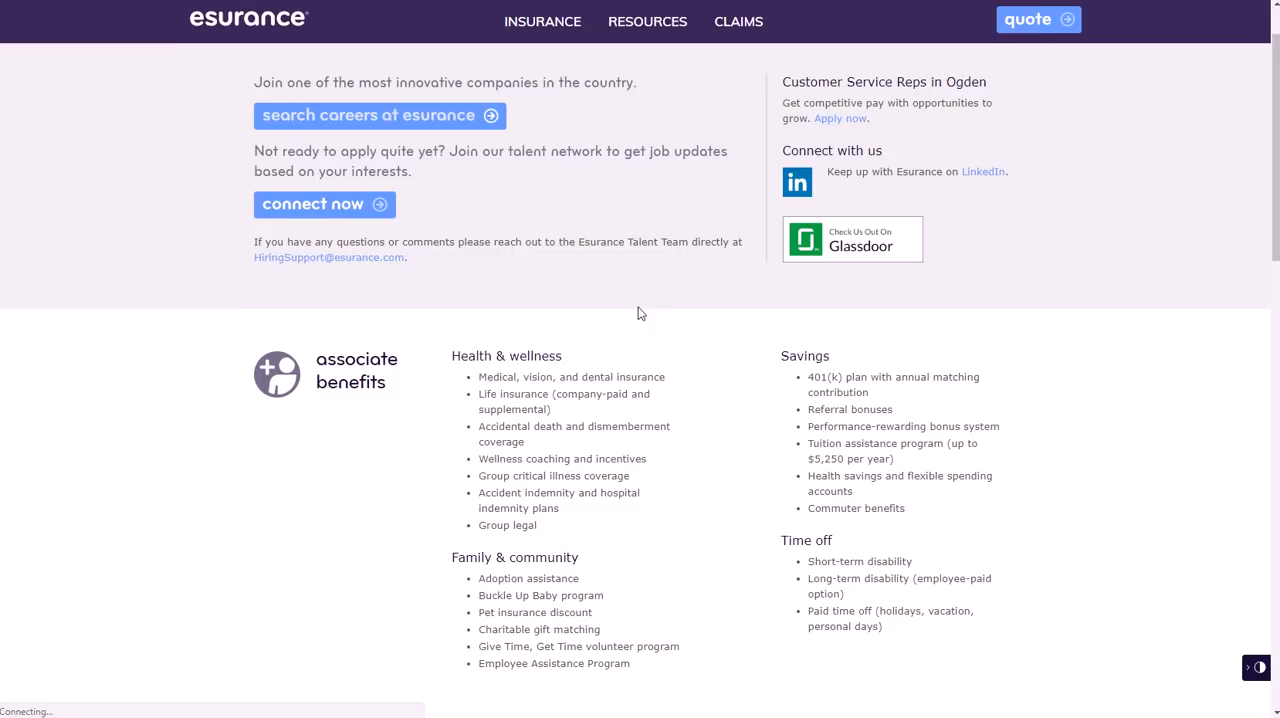 esurance®
INSURANCE
RESOURCES
CLAIMS
quote
Join one of the most innovative companies in the country.
search careers at esurance
Not ready to apply quite yet? Join our talent network to get job updates
based on your interests.
connect now
If you have any questions or comments please reach out to the Esurance Talent Team directly at
HiringSupport@esurance.com.
Customer Service Reps in Ogden
Get competitive pay with opportunities to
grow. Apply now.
Connect with us
in
Keep up with Esurance on LinkedIn.
Check Us Out On
Glassdoor
associate
benefits
Health & wellness
• Medical, vision, and dental insurance
• Life insurance (company-paid and
supplemental)
• Accidental death and dismemberment
coverage
• Wellness coaching and incentives
• Group critical illness coverage
• Accident indemnity and hospital
indemnity plans
• Group legal
Family & community
• Adoption assistance
• Buckle Up Baby program
• Pet insurance discount
• Charitable gift matching
• Give Time, Get Time volunteer program
• Employee Assistance Program
Savings
• 401(k) plan with annual matching
contribution
• Referral bonuses
• Performance-rewarding bonus system
• Tuition assistance program (up to
$5,250 per year)
• Health savings and flexible spending
accounts
• Commuter benefits
Time off
• Short-term disability
• Long-term disability (employee-paid
option)
• Paid time off (holidays, vacation,
personal days)
Connecting...